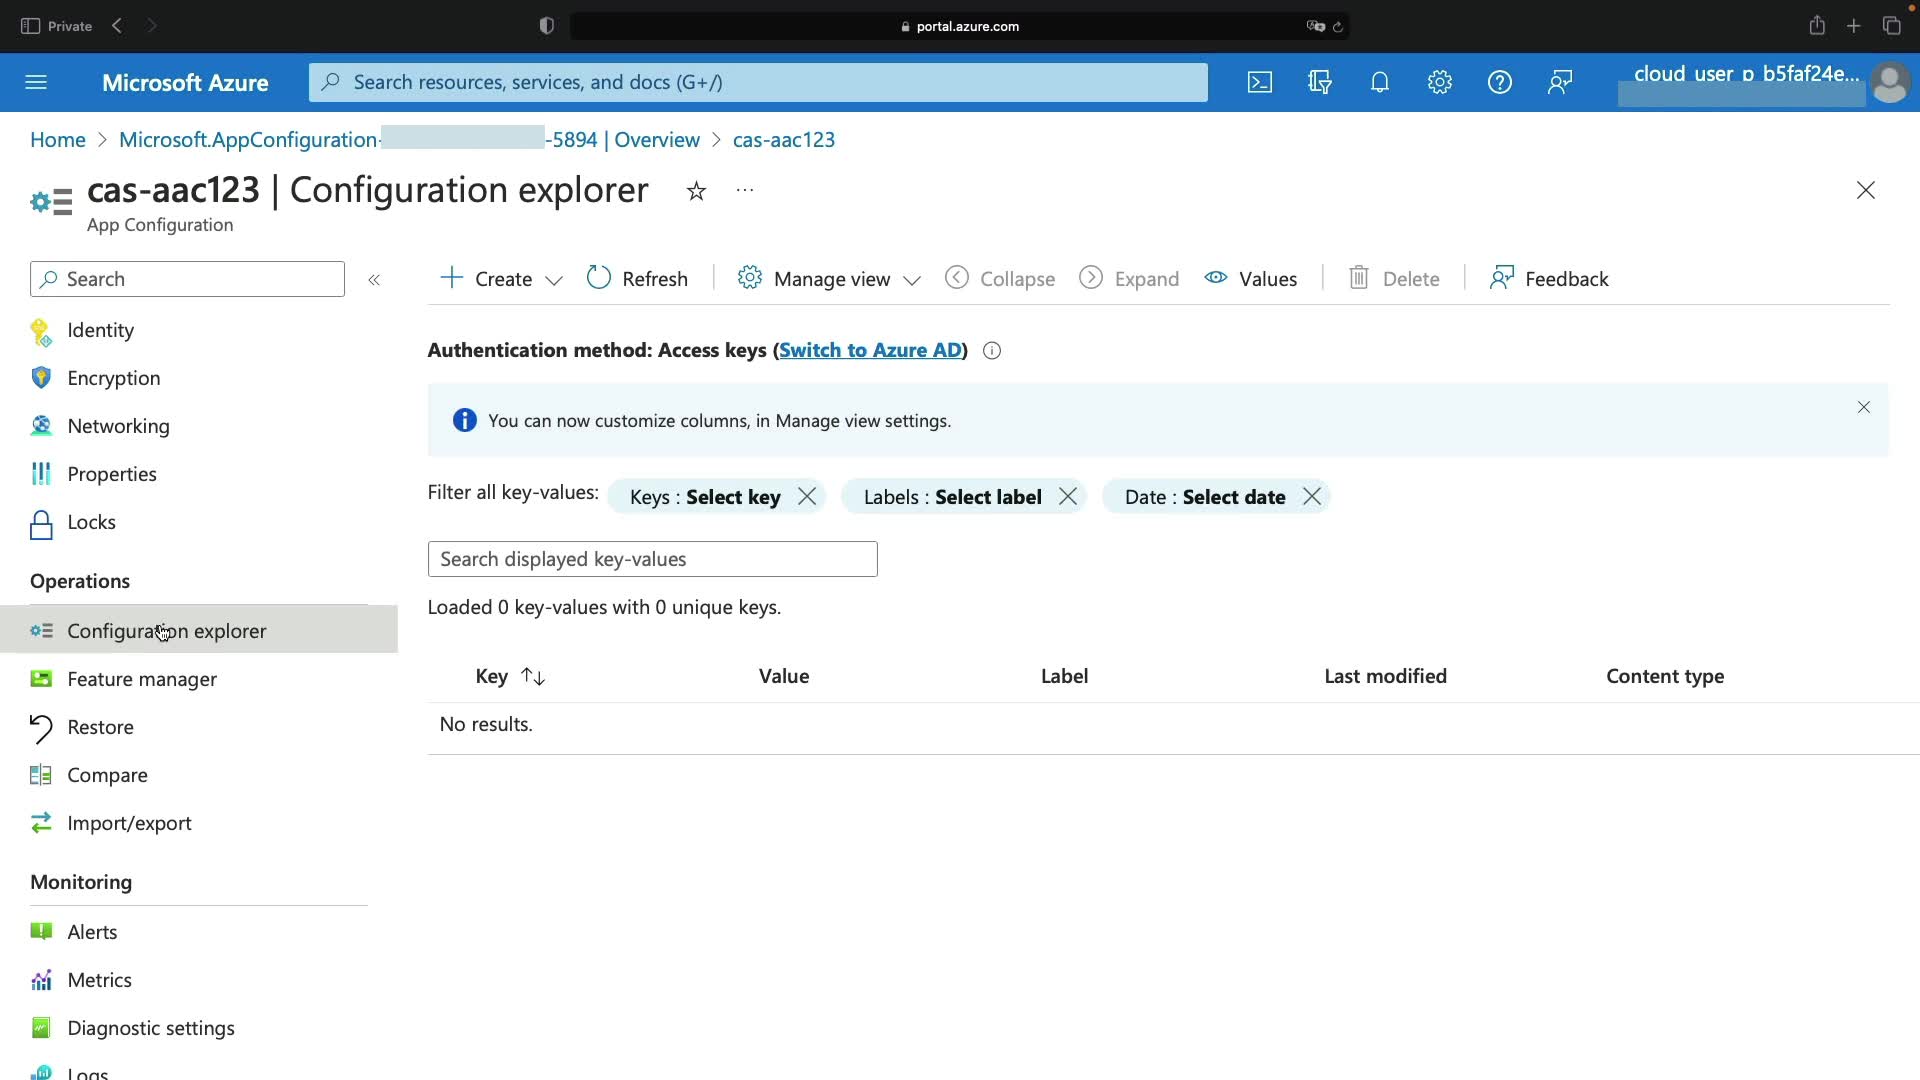 Private
portal.azure.com
Microsoft Azure
Search resources, services, and docs (G+/)
cloud_user_p_b5faf24e...
Home > Microsoft.AppConfiguration- -5894 | Overview > cas-aac123
cas-aac123 | Configuration explorer
...
App Configuration
Search
«
Create
Refresh
Manage view
Collapse
Expand
Values
Delete
Feedback
Identity
Encryption
Networking
Properties
Locks
Operations
Configuration explorer
Feature manager
Restore
Compare
Import/export
Monitoring
Alerts
Metrics
Diagnostic settings
Logs
Authentication method: Access keys (Switch to Azure AD)
You can now customize columns, in Manage view settings.
Filter all key-values: Keys : Select key Labels : Select label Date : Select date
Search displayed key-values
Loaded 0 key-values with 0 unique keys.
Key Value Label Last modified Content type
No results.